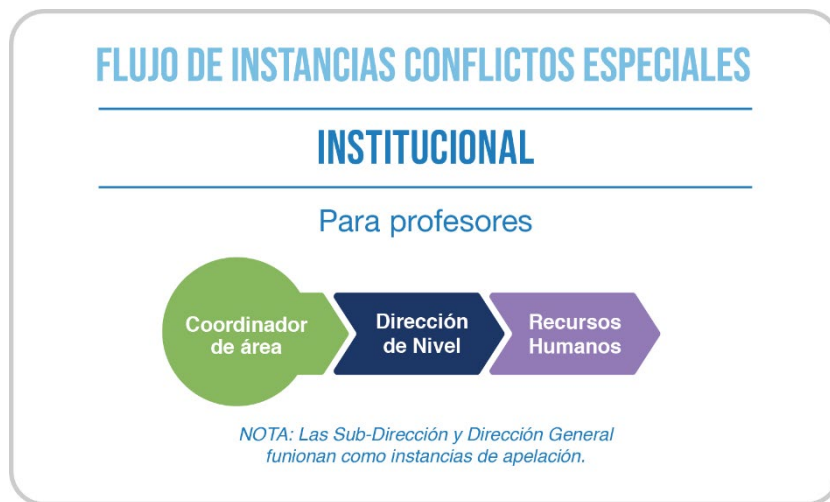 FLUJO DE INSTANCIAS CONFLICTOS ESPECIALES
INSTITUCIONAL
Para profesores
Coordinador
de área
Dirección
de Nivel
Recursos
Humanos
NOTA: Las Sub-Dirección y Dirección General
funionan como instancias de apelación.